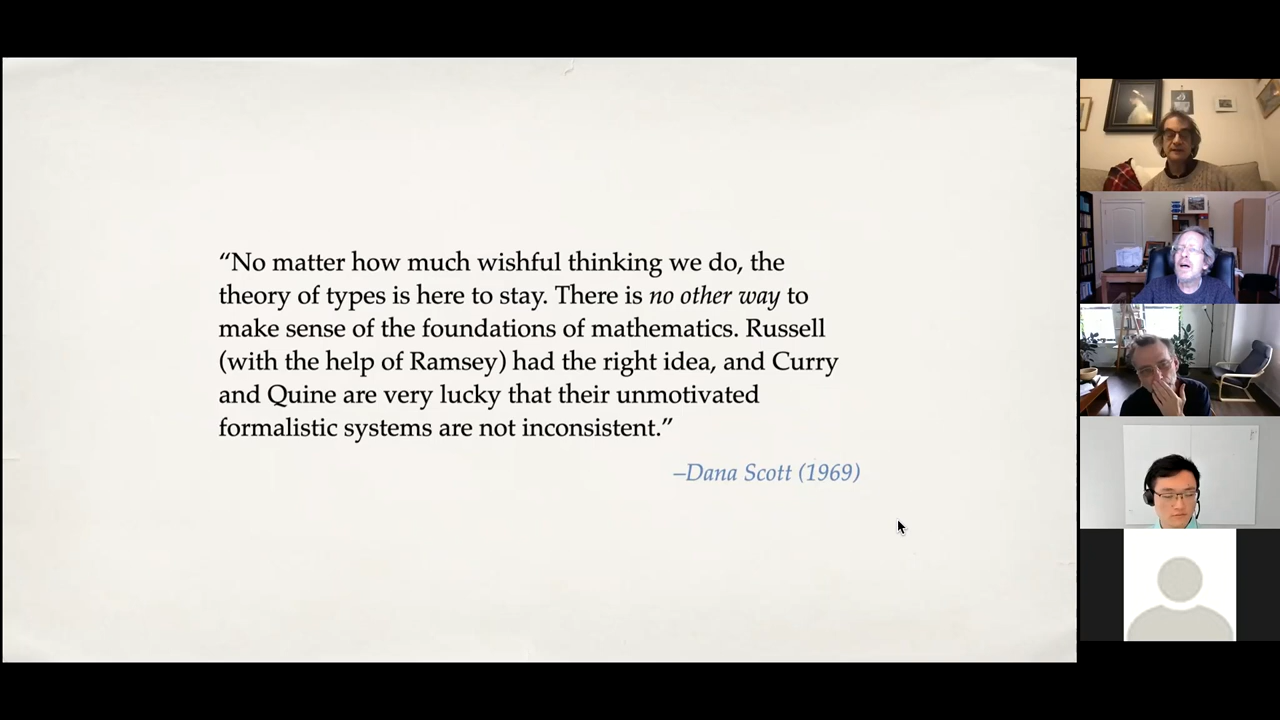 “No matter how much wishful thinking we do, the
theory of types is here to stay. There is no other way to
make sense of the foundations of mathematics. Russell
(with the help of Ramsey) had the right idea, and Curry
and Quine are very lucky that their unmotivated
formalistic systems are not inconsistent.”
–Dana Scott (1969)